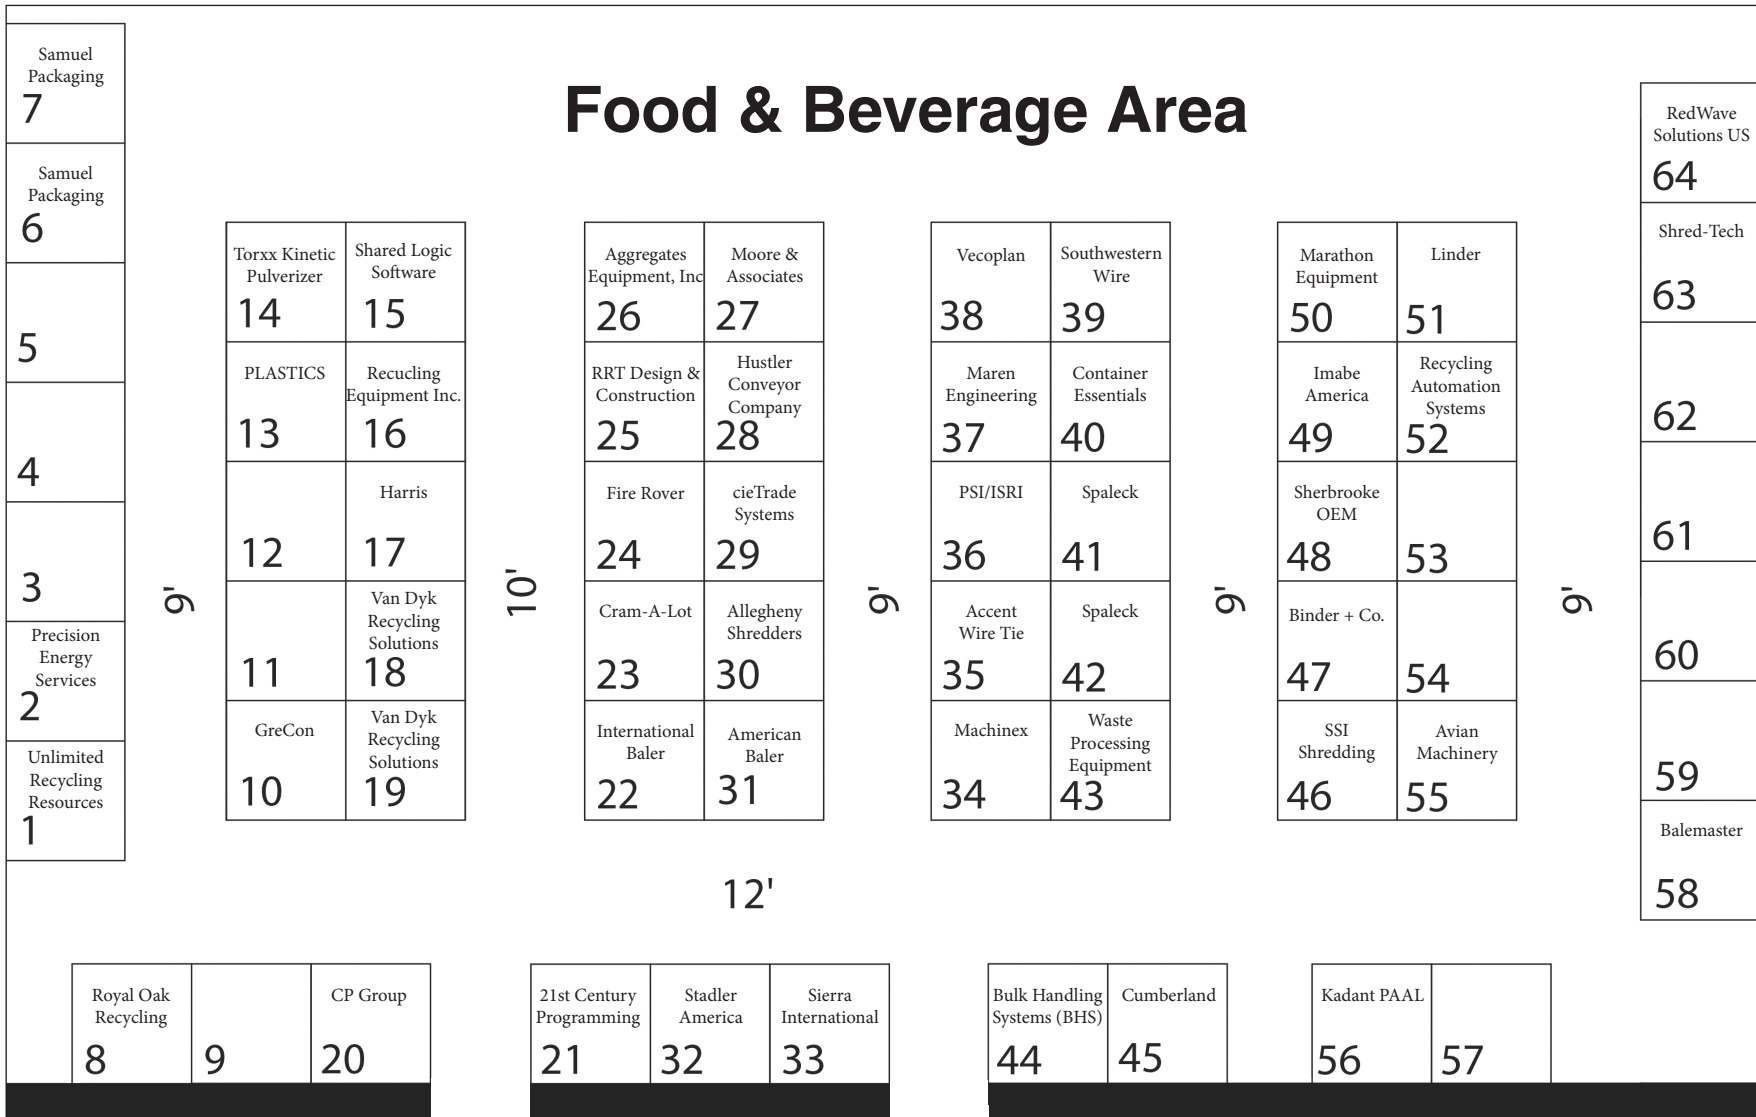 Food & Beverage Area
Samuel
Packaging
7
Samuel
Packaging
6
5
4
3
Precision
Energy
Services
2
Unlimited
Recycling
Resources
1
9'
Torxx Kinetic
Pulverizer
14
Shared Logic
Software
15
PLASTICS
13
Recucling
Equipment Inc.
16
12
Harris
17
11
Van Dyk
Recycling
Solutions
18
GreCon
10
Van Dyk
Recycling
Solutions
19
10'
Aggregates
Equipment, Inc
26
Moore &
Associates
27
RRT Design &
Construction
25
Hustler
Conveyor
Company
28
Fire Rover
24
cieTrade
Systems
29
Cram-A-Lot
23
Allegheny
Shredders
30
International
Baler
22
American
Baler
31
9'
Vecoplan
38
Southwestern
Wire
39
Maren
Engineering
37
Container
Essentials
40
PSI/ISRI
36
Spaleck
41
Accent
Wire Tie
35
Spaleck
42
Machinex
34
Waste
Processing
Equipment
43
9'
Marathon
Equipment
50
Linder
51
Imabe
America
49
Recycling
Automation
Systems
52
Sherbrooke
OEM
48
53
Binder + Co.
47
54
SSI
Shredding
46
Avian
Machinery
55
9'
RedWave
Solutions US
64
Shred-Tech
63
62
61
60
59
Balemaster
58
12'
Royal Oak
Recycling
8
9
CP Group
20
21st Century
Programming
21
Stadler
America
32
Sierra
International
33
Bulk Handling
Systems (BHS)
44
Cumberland
45
Kadant PAAL
56
57